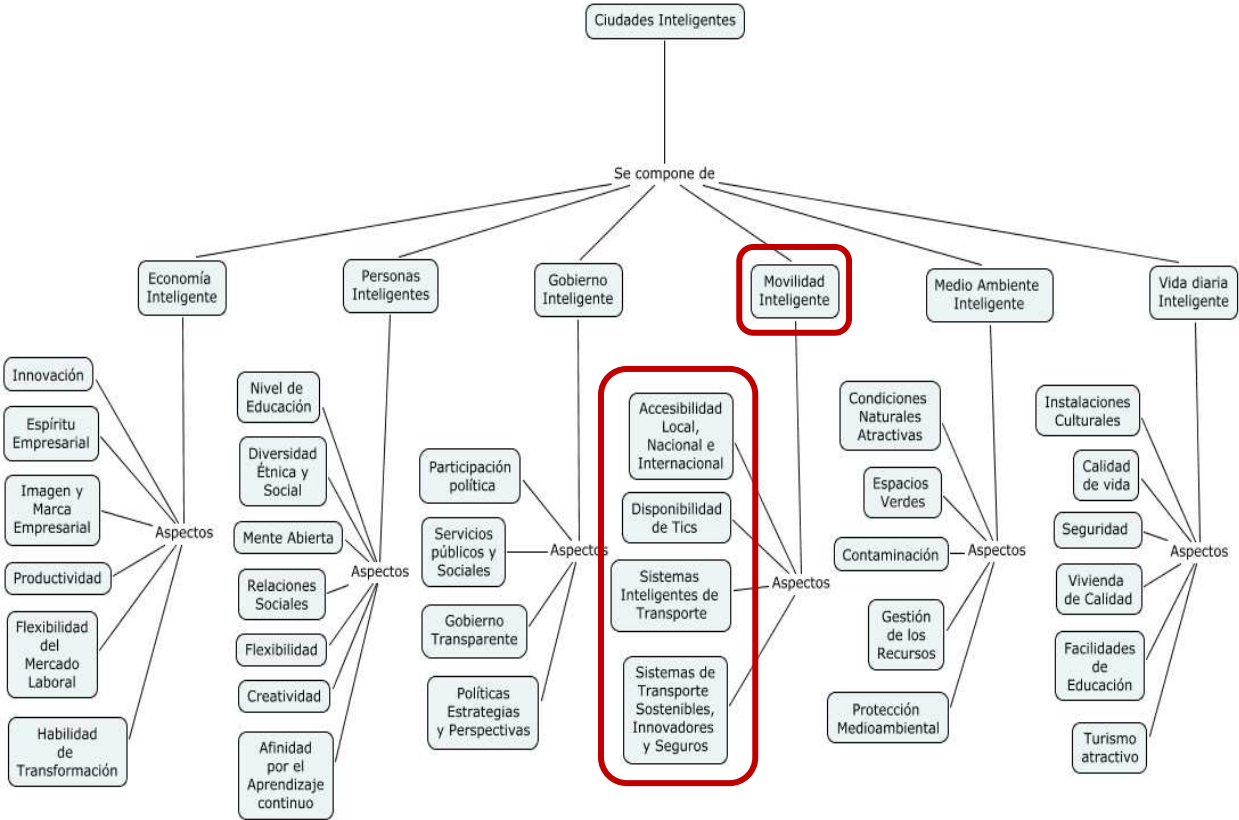 Ciudades Inteligentes
Se compone de
Economía
Inteligente
Personas
Inteligentes
Gobierno
Inteligente
Movilidad
Inteligente
Medio Ambiente
Inteligente
Vida diaria
Inteligente
Innovación
Espíritu
Empresarial
Imagen y
Marca
Empresarial
Productividad
Flexibilidad
del
Mercado
Laboral
Habilidad
de
Transformación
Aspectos
Nivel de
Educación
Diversidad
Étnica y
Social
Mente Abierta
Relaciones
Sociales
Flexibilidad
Creatividad
Afinidad
por el
Aprendizaje
continuo
Aspectos
Participación
política
Servicios
públicos y
Sociales
Gobierno
Transparente
Políticas
Estrategias
y Perspectivas
Aspectos
Accesibilidad
Local,
Nacional e
Internacional
Disponibilidad
de Tics
Sistemas
Inteligentes de
Transporte
Sistemas de
Transporte
Sostenibles,
Innovadores
y Seguros
Aspectos
Condiciones
Naturales
Atractivas
Espacios
Verdes
Contaminación
Gestión
de los
Recursos
Protección
Medioambiental
Aspectos
Instalaciones
Culturales
Calidad
de vida
Seguridad
Vivienda
de Calidad
Facilidades
de
Educación
Turismo
atractivo
Aspectos